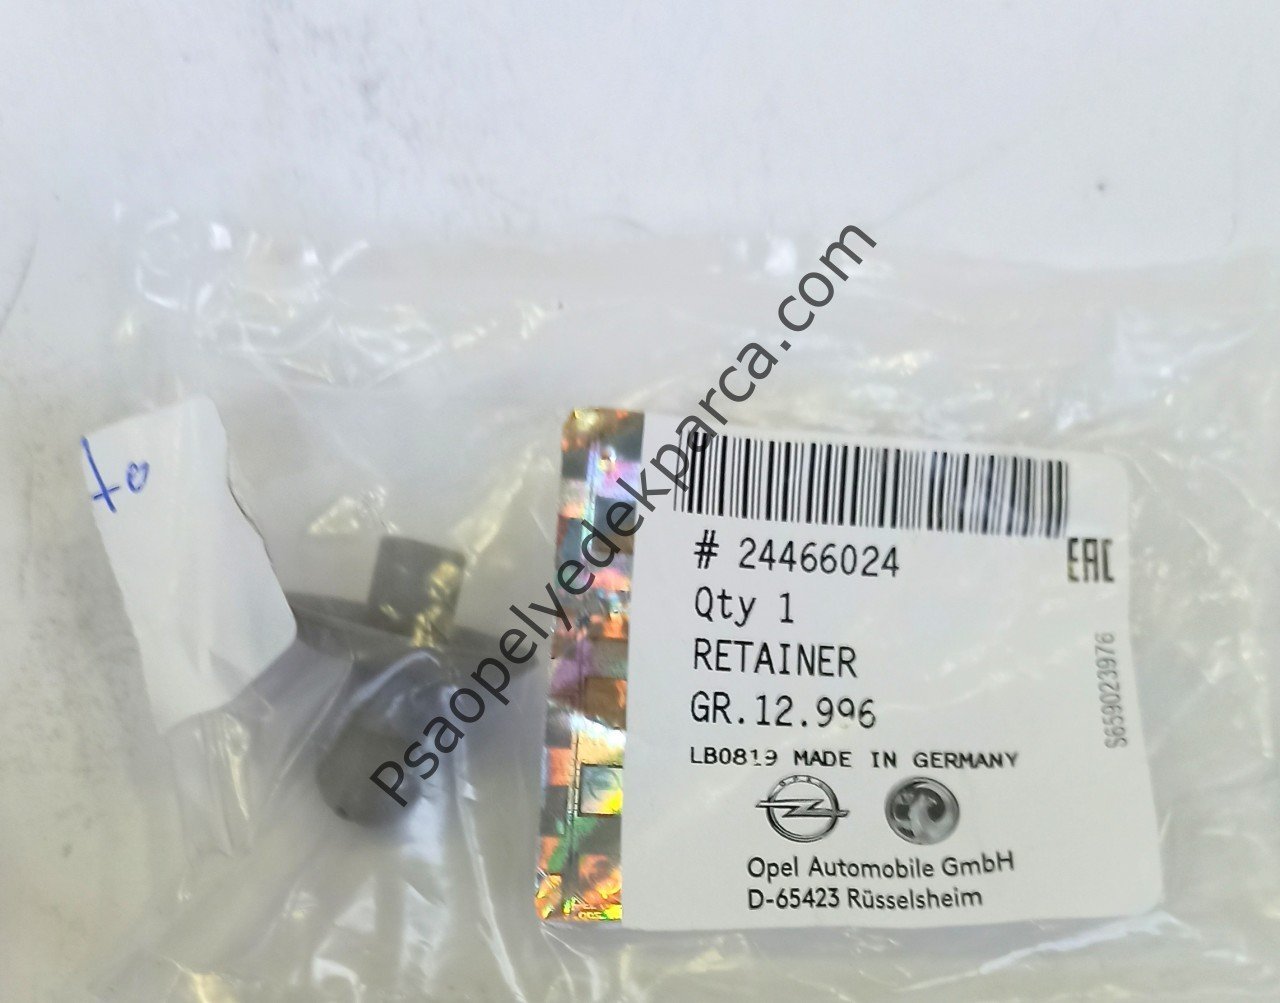 # 24466024
EAC
Qty 1
RETAINER
GR.12.996
LB0819 MADE IN GERMANY
S659023976
Opel Automobile GmbH
D-65423 Rüsselsheim
Psaopelyedekparca.com